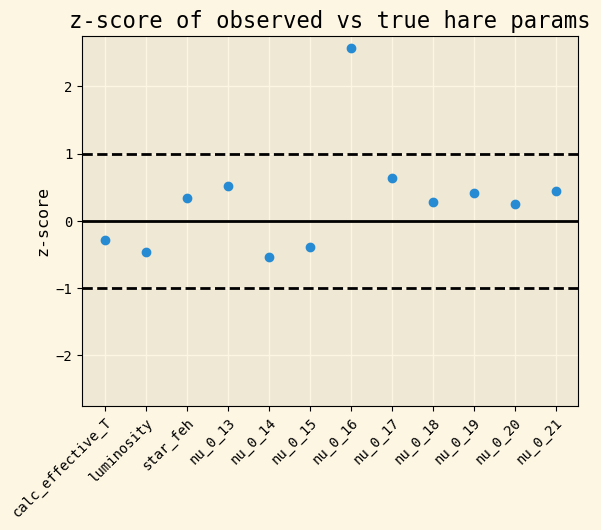 z-score of observed vs true hare params
z-score
2
1
0
−1
−2
calc_effective_T
luminosity
star_feh
nu_0_13
nu_0_14
nu_0_15
nu_0_16
nu_0_17
nu_0_18
nu_0_19
nu_0_20
nu_0_21